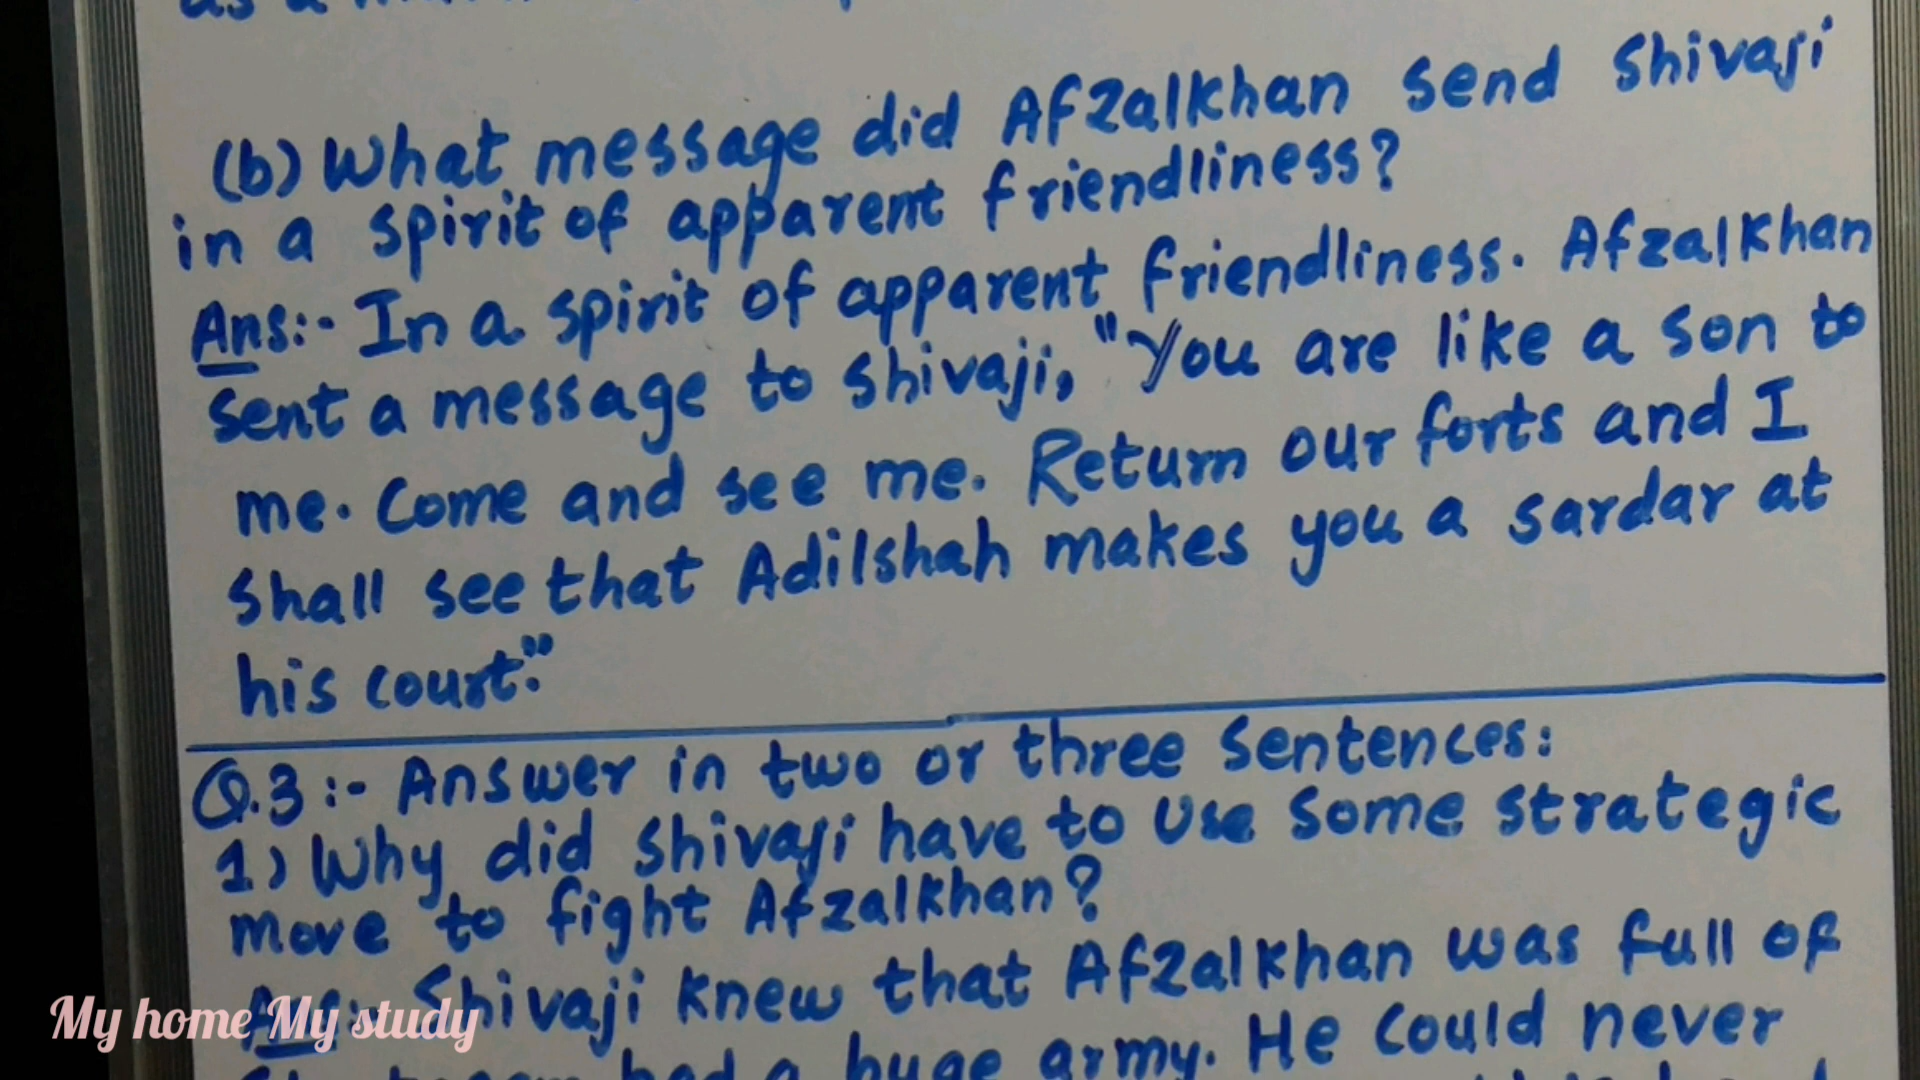 as a
(b) What message did Afzalkhan send Shivaji
in a spirit of apparent friendliness?
Ans:- In a spirit of apparent friendliness. Afzalkhan
sent a message to Shivaji, "You are like a son to
me. Come and see me. Return our forts and I
shall see that Adilshah makes you a sardar at
his court."
Q.3:- Answer in two or three sentences:
1) Why did Shivaji have to use some strategic
move to fight Afzalkhan?
Ans:- Shivaji knew that Afzalkhan was full of
had a huge army. He could never
My home My study